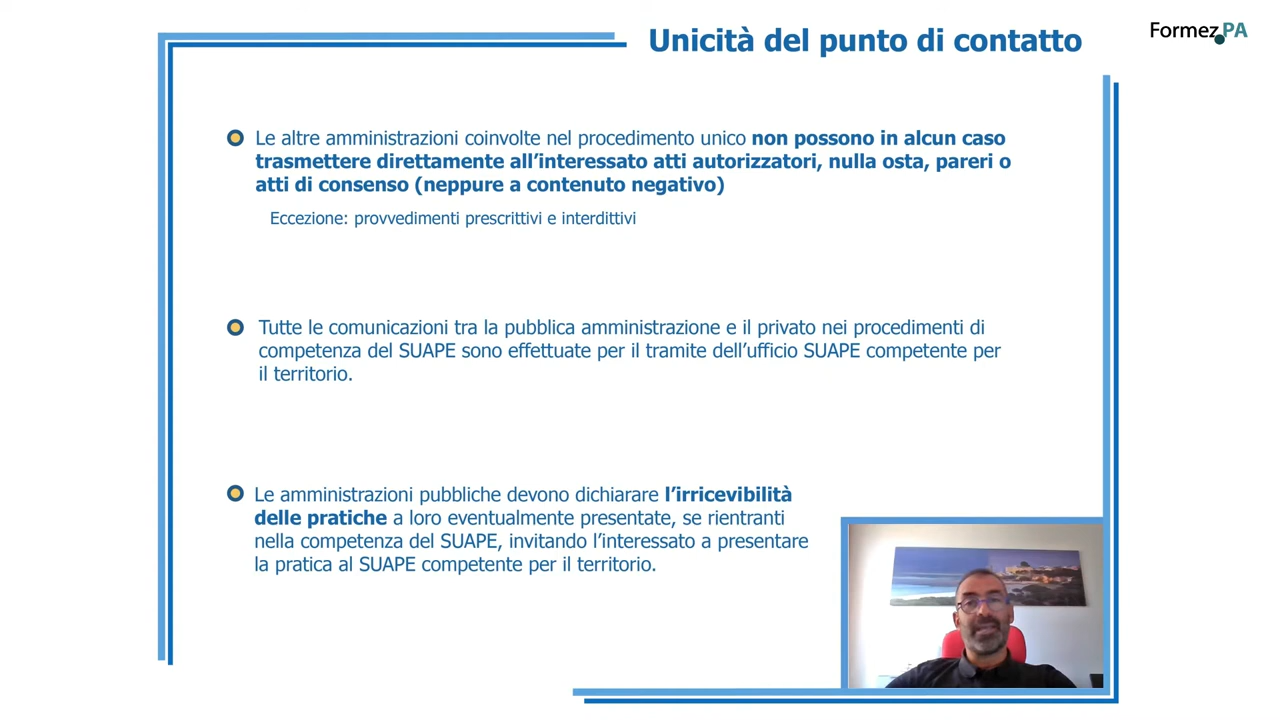 Unicità del punto di contatto
Formez.PA
Le altre amministrazioni coinvolte nel procedimento unico non possono in alcun caso
trasmettere direttamente all’interessato atti autorizzatori, nulla osta, pareri o
atti di consenso (neppure a contenuto negativo)
Eccezione: provvedimenti prescrittivi e interdittivi
Tutte le comunicazioni tra la pubblica amministrazione e il privato nei procedimenti di
competenza del SUAPE sono effettuate per il tramite dell’ufficio SUAPE competente per
il territorio.
Le amministrazioni pubbliche devono dichiarare l’irricevibilità
delle pratiche a loro eventualmente presentate, se rientranti
nella competenza del SUAPE, invitando l’interessato a presentare
la pratica al SUAPE competente per il territorio.